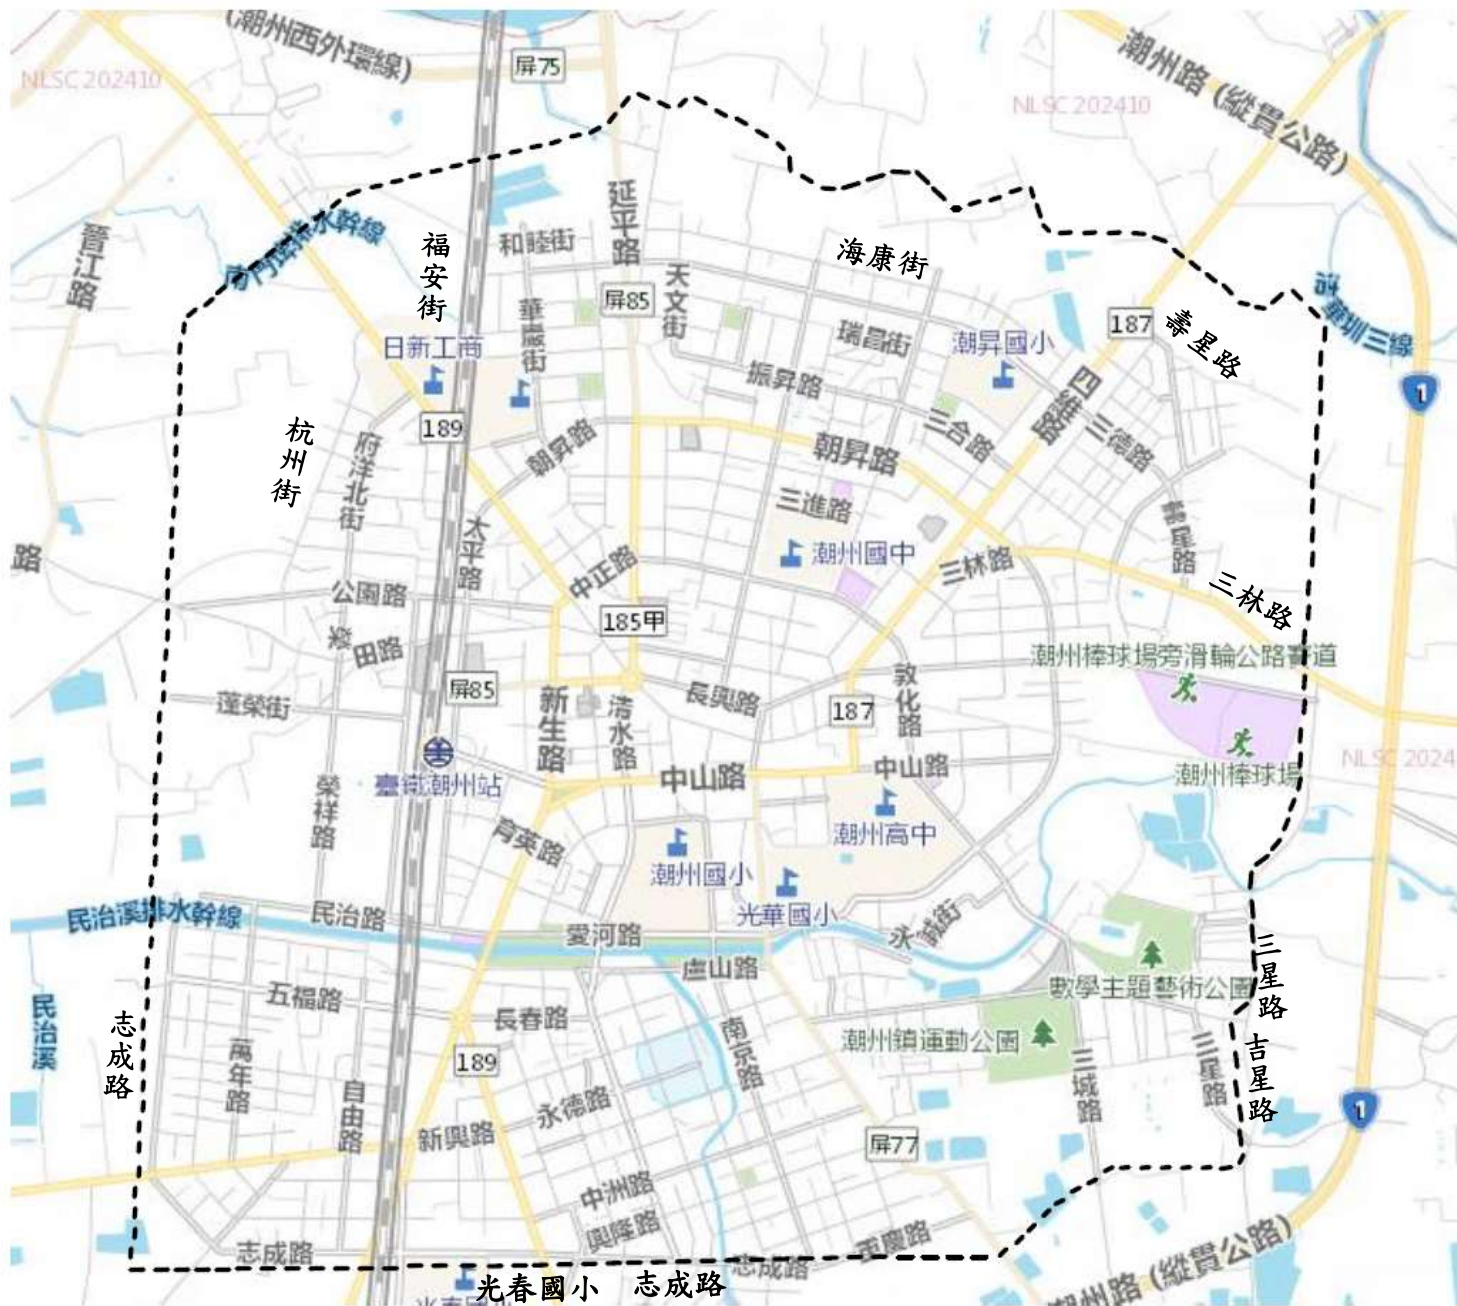 (潮州西外環線)
NLSC 202410
屏75
潮州路 (縱貫公路)
NLSC 202410
晉江路
福安街
和睦街
延平路
海康街
天文街
屏85
華慶街
187
壽星路
瑞昌街
潮昇國小
日新工商
1
振昇路
四維路
189
朝昇路
朝昇路
三合路
三德路
杭州街
府洋北街
三進路
太平路
潮州國中
路
中正路
三林路
三林路
公園路
185甲
田路
潮州棒球場旁滑輪公路賽道
屏85
長興路
敦化路
蓬榮街
新生路
清水路
187
中山路
中山路
潮州棒球場
NLSC 2024
臺鐵潮州站
榮祥路
育英路
潮州高中
潮州國小
光華國小
民治溪排水幹線
民治路
愛河路
永誠街
盧山路
三星路
數學主題藝術公園
五福路
長春路
民治溪
志成路
南京路
潮州鎮運動公園
吉星路
萬年路
189
三城路
三星路
自由路
永德路
1
新興路
屏77
中洲路
興隆路
重慶路
志成路
志成路
潮州路 (縱貫公路)
光春國小
志成路